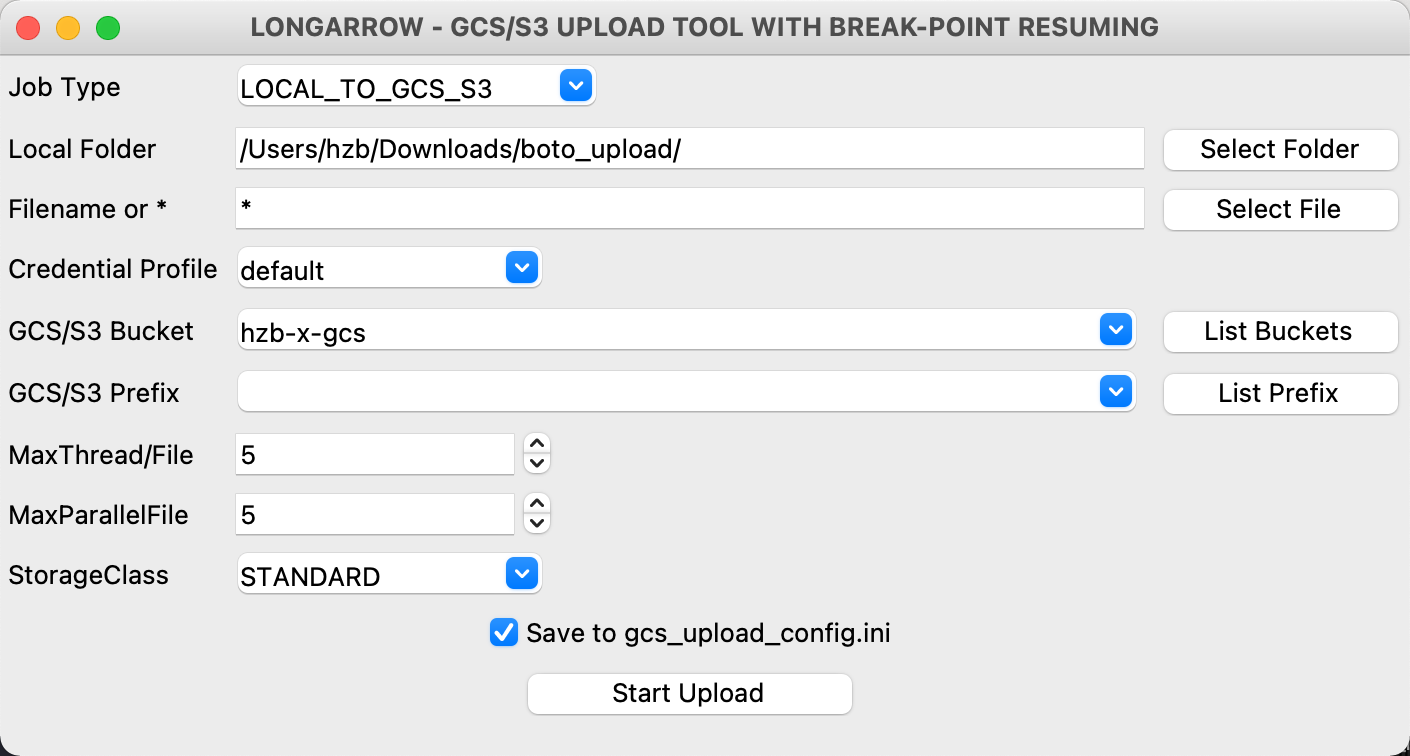 LONGARROW - GCS/S3 UPLOAD TOOL WITH BREAK-POINT RESUMING
Job Type LOCAL_TO_GCS_S3
Local Folder /Users/hzb/Downloads/boto_upload/ Select Folder
Filename or * * Select File
Credential Profile default
GCS/S3 Bucket hzb-x-gcs List Buckets
GCS/S3 Prefix List Prefix
MaxThread/File 5
MaxParallelFile 5
StorageClass STANDARD
Save to gcs_upload_config.ini
Start Upload